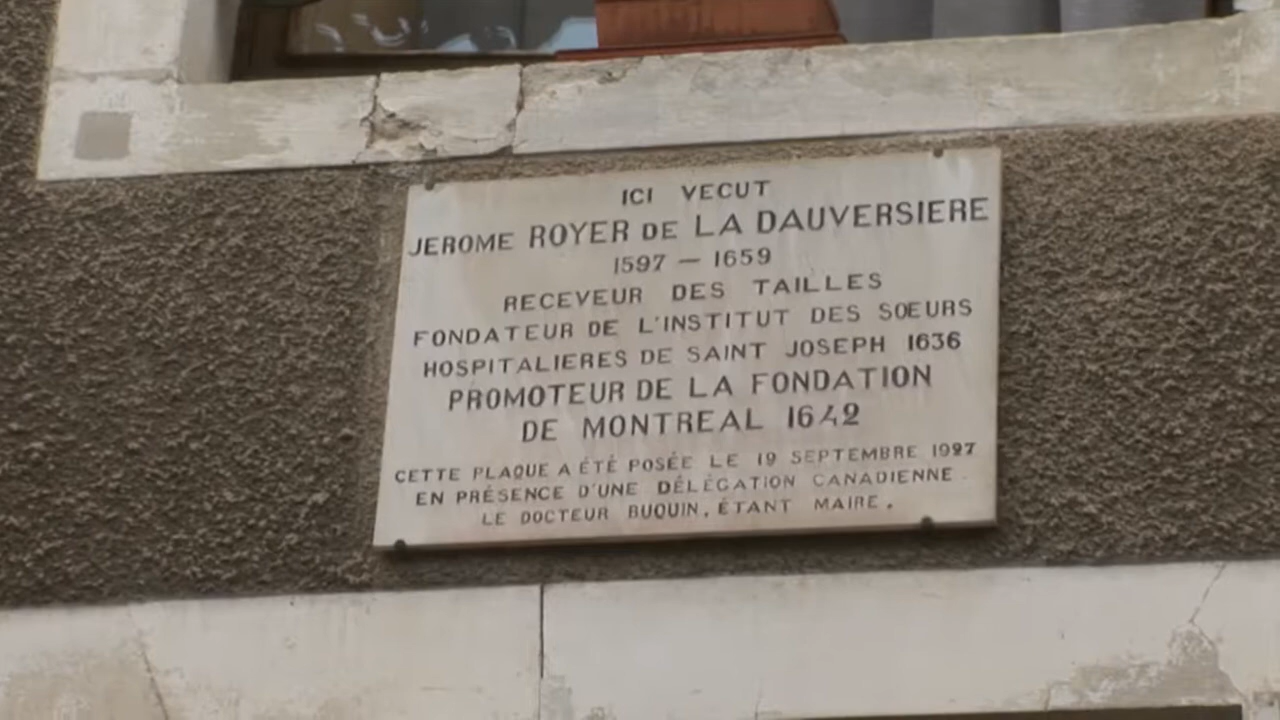 ICI VECUT
JEROME ROYER DE LA DAUVERSIERE
1597 — 1659
RECEVEUR DES TAILLES
FONDATEUR DE L'INSTITUT DES SŒURS
HOSPITALIERES DE SAINT JOSEPH 1636
PROMOTEUR DE LA FONDATION
DE MONTREAL 1642
CETTE PLAQUE A ÉTÉ POSÉE LE 19 SEPTEMBRE 1927
EN PRÉSENCE D'UNE DÉLÉGATION CANADIENNE
LE DOCTEUR BUQUIN, ÉTANT MAIRE.